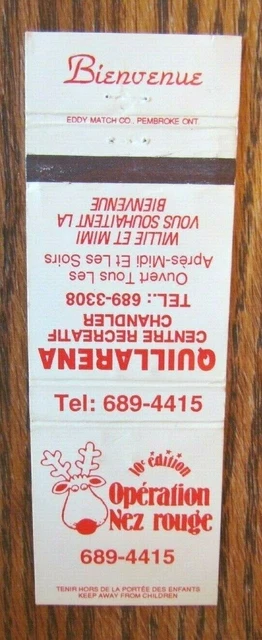 Bienvenue
EDDY MATCH CO., PEMBROKE ONT.
QUILLARENA
CENTRE RECREATIF
CHANDLER
TEL.: 689-3308
Ouvert Tous Les
Après-Midi Et Les Soirs
WILLIE ET MIMI
VOUS SOUHAITENT LA
BIENVENUE
Tel: 689-4415
10e édition
Opération
Nez rouge
689-4415
TENIR HORS DE LA PORTÉE DES ENFANTS
KEEP AWAY FROM CHILDREN